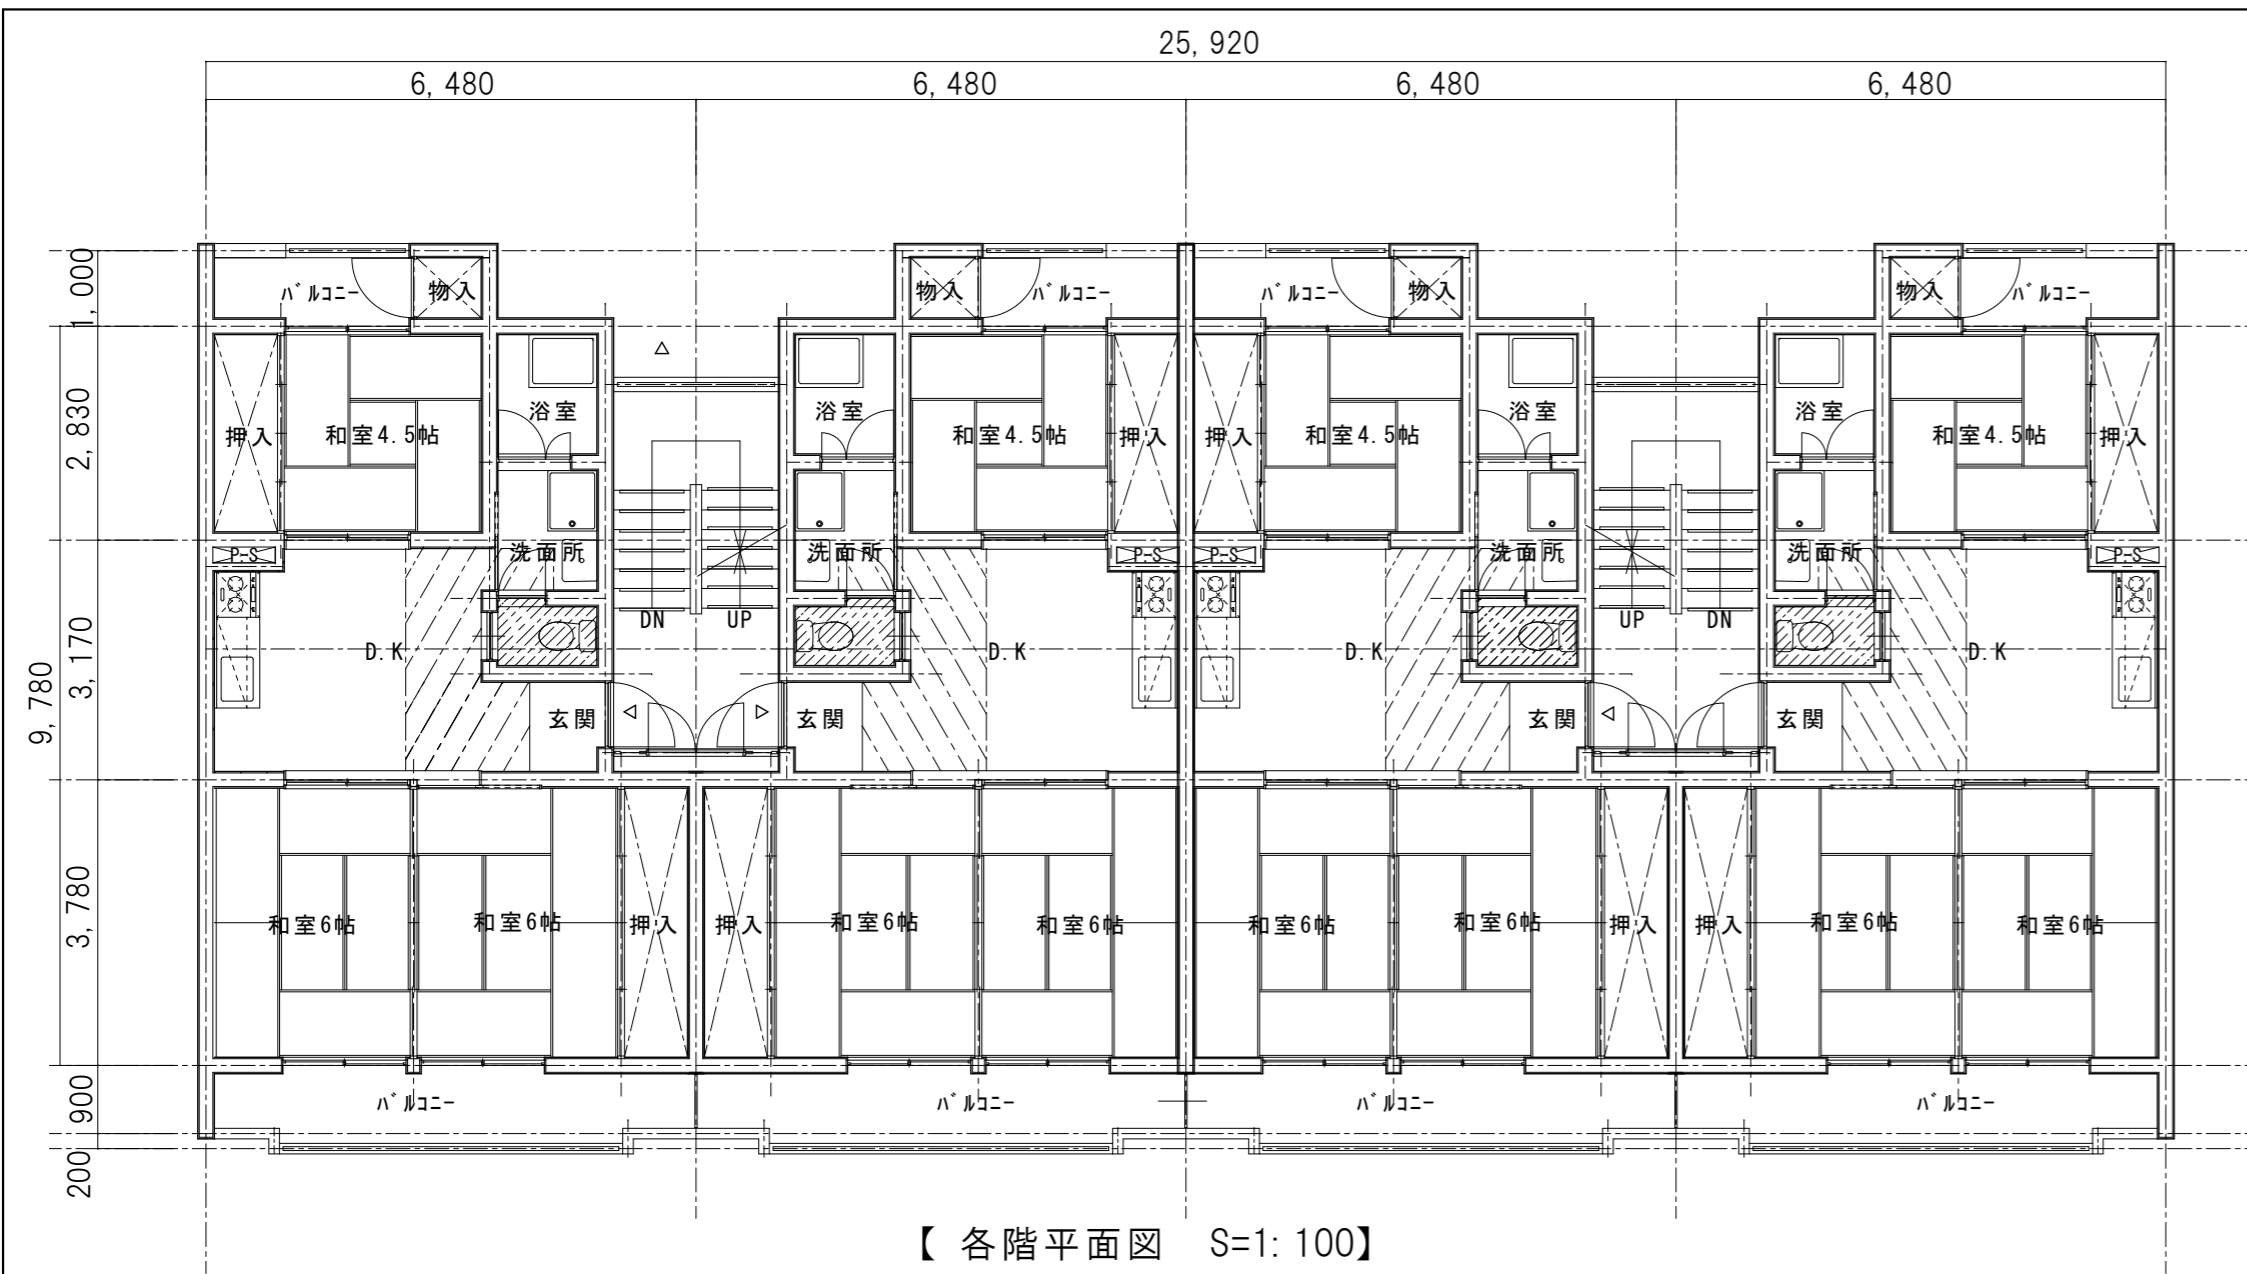 25,920
6,480 6,480 6,480 6,480
1,000
ﾊﾞﾙｺﾆｰ 物入 物入 ﾊﾞﾙｺﾆｰ ﾊﾞﾙｺﾆｰ 物入 物入 ﾊﾞﾙｺﾆｰ
2,830
浴室 浴室 浴室 浴室
押入 和室4.5帖 和室4.5帖 押入 押入 和室4.5帖 和室4.5帖 押入
P-S 洗面所 洗面所 P-S P-S 洗面所 洗面所 P-S
DN UP UP DN
9,780
3,170
D.K D.K D.K D.K
玄関 玄関 玄関 玄関
3,780
和室6帖 和室6帖 押入 押入 和室6帖 和室6帖 和室6帖 和室6帖 押入 押入 和室6帖 和室6帖
900
ﾊﾞﾙｺﾆｰ ﾊﾞﾙｺﾆｰ ﾊﾞﾙｺﾆｰ ﾊﾞﾙｺﾆｰ
200
【 各階平面図 S=1:100】